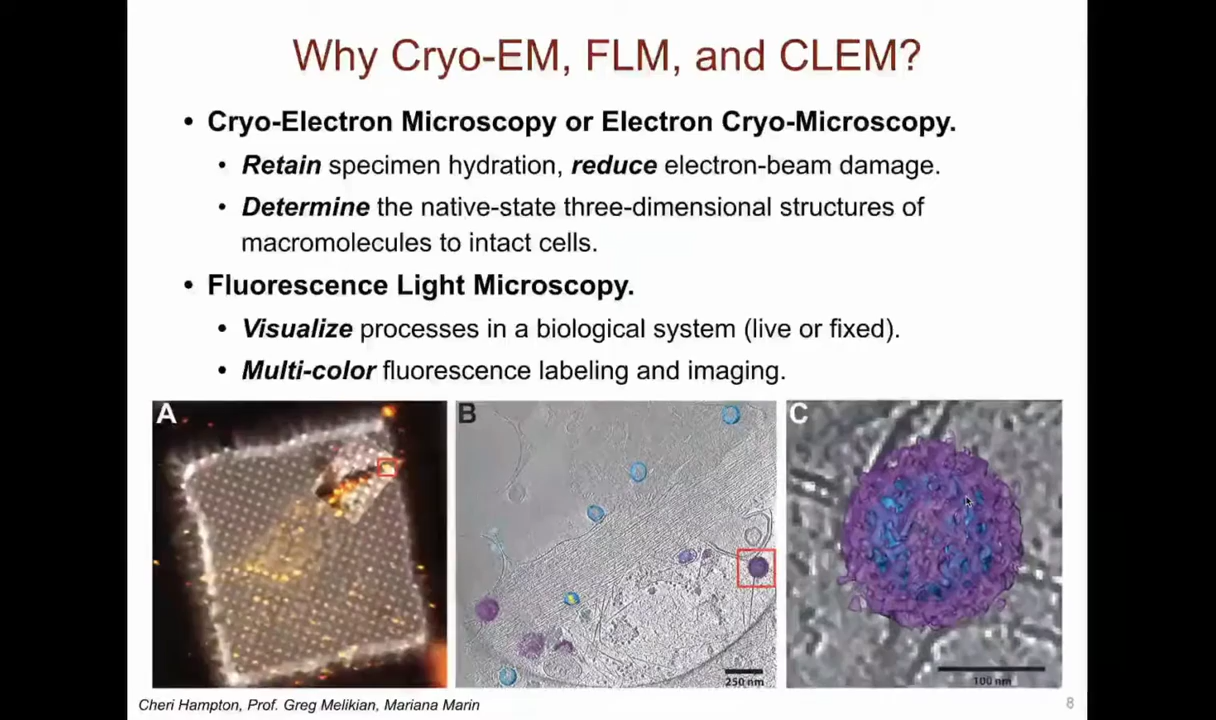 Why Cryo-EM, FLM, and CLEM?
• Cryo-Electron Microscopy or Electron Cryo-Microscopy.
• Retain specimen hydration, reduce electron-beam damage.
• Determine the native-state three-dimensional structures of
macromolecules to intact cells.
• Fluorescence Light Microscopy.
• Visualize processes in a biological system (live or fixed).
• Multi-color fluorescence labeling and imaging.
A
B
C
250 nm
100 nm
Cheri Hampton, Prof. Greg Melikian, Mariana Marin
8